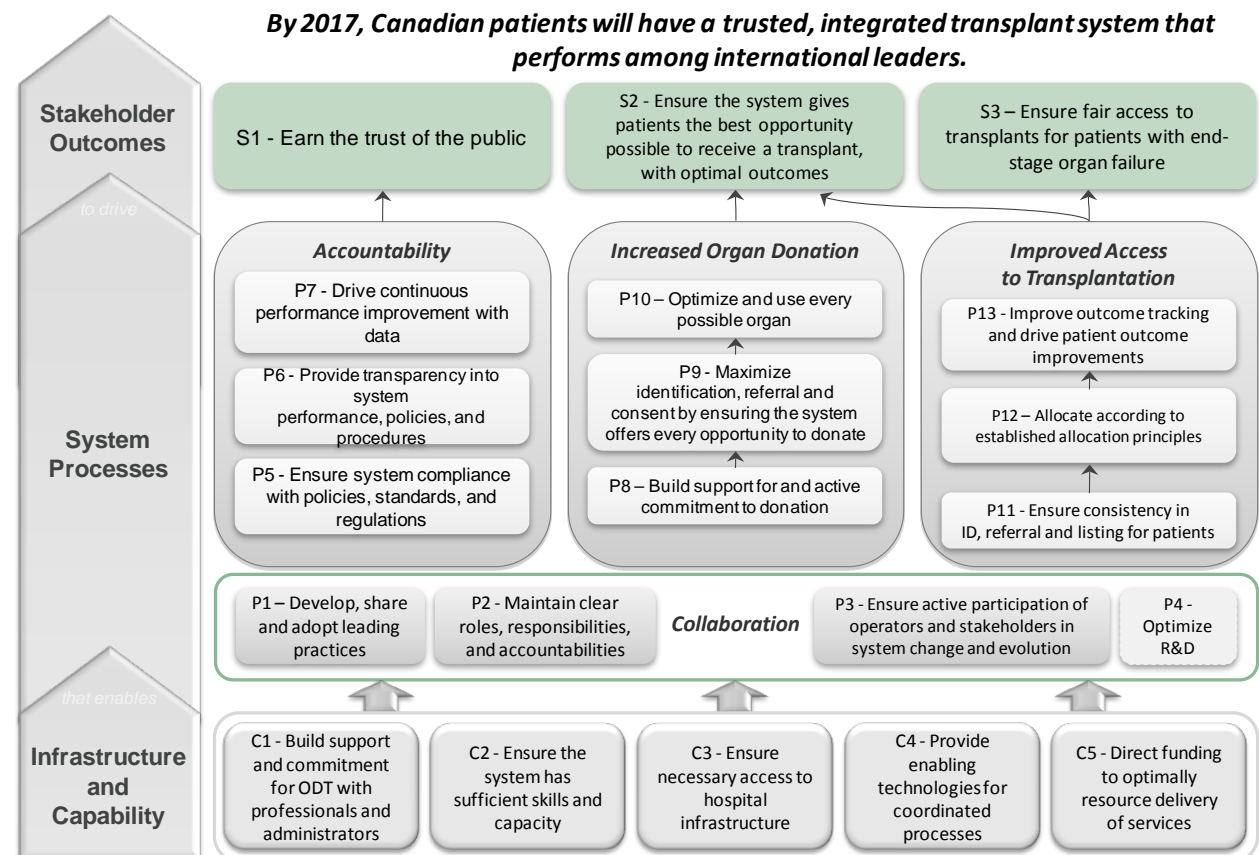 By 2017, Canadian patients will have a trusted, integrated transplant system that
performs among international leaders.
Stakeholder
Outcomes
S1 - Earn the trust of the public
S2 - Ensure the system gives
patients the best opportunity
possible to receive a transplant,
with optimal outcomes
S3 – Ensure fair access to
transplants for patients with end-
stage organ failure
to drive
System
Processes
Accountability
P7 - Drive continuous
performance improvement with
data
P6 - Provide transparency into
system
performance, policies, and
procedures
P5 - Ensure system compliance
with policies, standards, and
regulations
Increased Organ Donation
P10 – Optimize and use every
possible organ
P9 – Maximize
identification, referral and
consent by ensuring the system
offers every opportunity to donate
P8 – Build support for and active
commitment to donation
Improved Access
to Transplantation
P13 - Improve outcome tracking
and drive patient outcome
improvements
P12 – Allocate according to
established allocation principles
P11 - Ensure consistency in
ID, referral and listing for patients
P1 – Develop, share
and adopt leading
practices
P2 - Maintain clear
roles, responsibilities,
and accountabilities
Collaboration
P3 - Ensure active participation of
operators and stakeholders in
system change and evolution
P4 -
Optimize
R&D
that enables
Infrastructure
and
Capability
C1 - Build support
and commitment
for ODT with
professionals and
administrators
C2 - Ensure the
system has
sufficient skills and
capacity
C3 - Ensure
necessary access to
hospital
infrastructure
C4 - Provide
enabling
technologies for
coordinated
processes
C5 - Direct funding
to optimally
resource delivery
of services